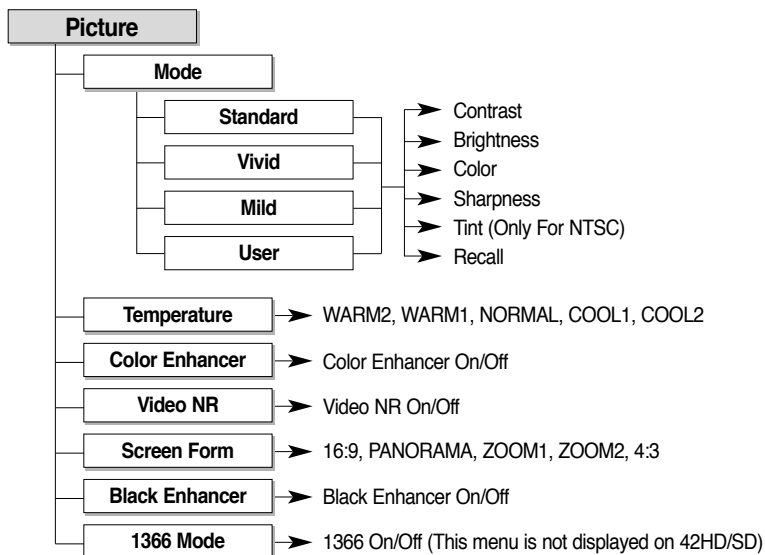 Picture
Mode
Standard
Vivid
Mild
User
Contrast
Brightness
Color
Sharpness
Tint (Only For NTSC)
Recall
Temperature WARM2, WARM1, NORMAL, COOL1, COOL2
Color Enhancer Color Enhancer On/Off
Video NR Video NR On/Off
Screen Form 16:9, PANORAMA, ZOOM1, ZOOM2, 4:3
Black Enhancer Black Enhancer On/Off
1366 Mode 1366 On/Off (This menu is not displayed on 42HD/SD)